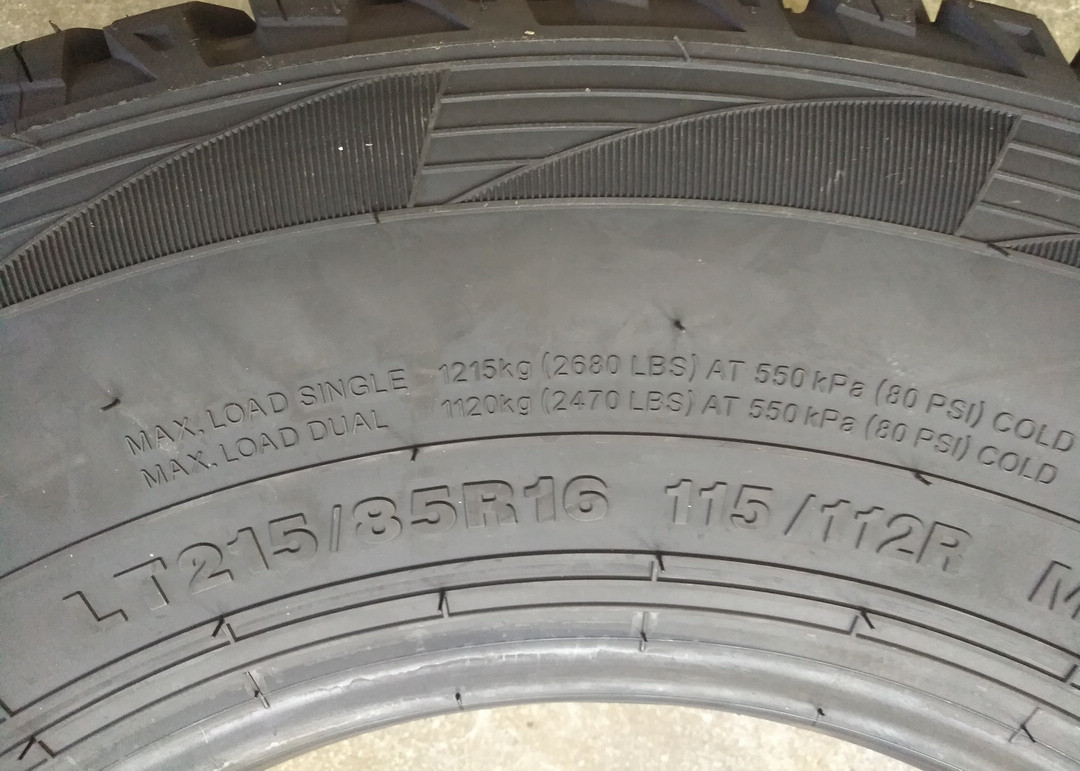 MAX. LOAD SINGLE 1215kg (2680 LBS) AT 550 kPa (80 PSI) COLD
MAX. LOAD DUAL 1120kg (2470 LBS) AT 550 kPa (80 PSI) COLD
LT215/85R16 115/112R